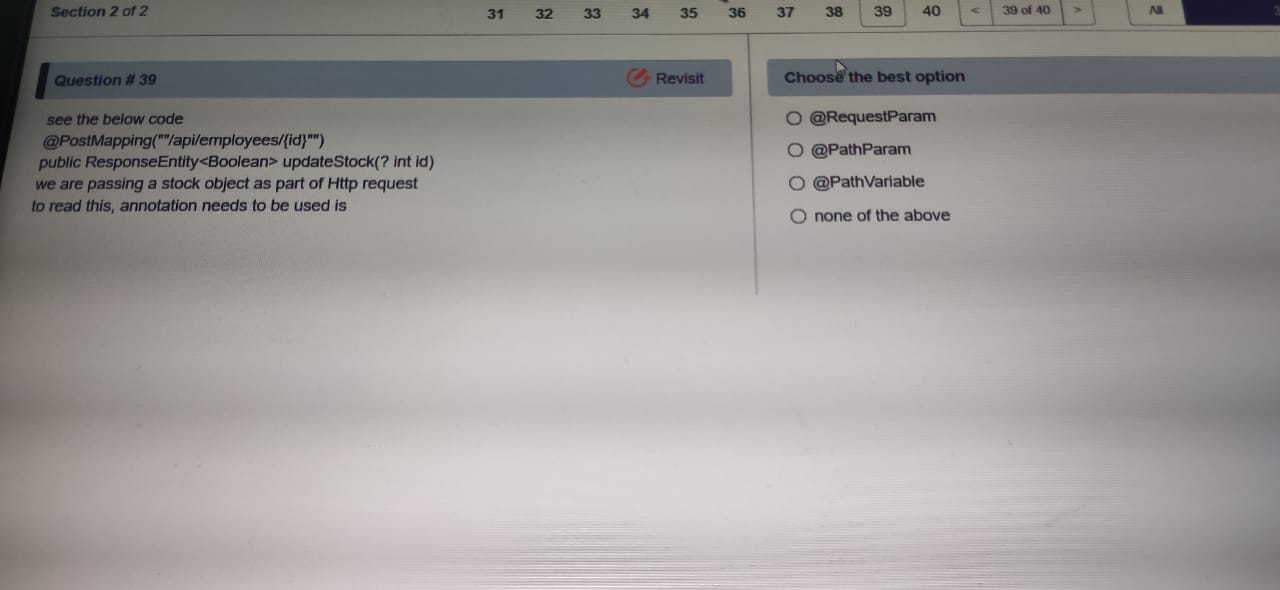 Section 2 of 2
31 32 33 34 35 36 37 38 39 40 < 39 of 40 > All
Question # 39
Revisit
see the below code
@PostMapping(""/api/employees/{id}"")
public ResponseEntity<Boolean> updateStock(? int id)
we are passing a stock object as part of Http request
to read this, annotation needs to be used is
Choose the best option
@RequestParam
@PathParam
@PathVariable
none of the above